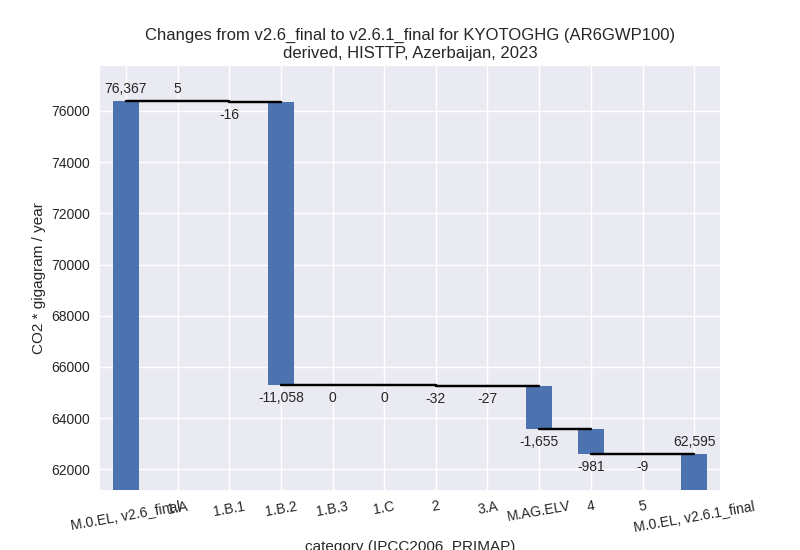 Changes from v2.6_final to v2.6.1_final for KYOTOGHG (AR6GWP100)
derived, HISTTP, Azerbaijan, 2023
CO2 * gigagram / year
76000
74000
72000
70000
68000
66000
64000
62000
76,367
5
-16
-11,058
0
0
-32
-27
-1,655
-981
-9
62,595
M.0.EL, v2.6_final
1.A
1.B.1
1.B.2
1.B.3
1.C
2
3.A
M.AG.ELV
4
5
M.0.EL, v2.6.1_final
category (IPCC2006_PRIMAP)